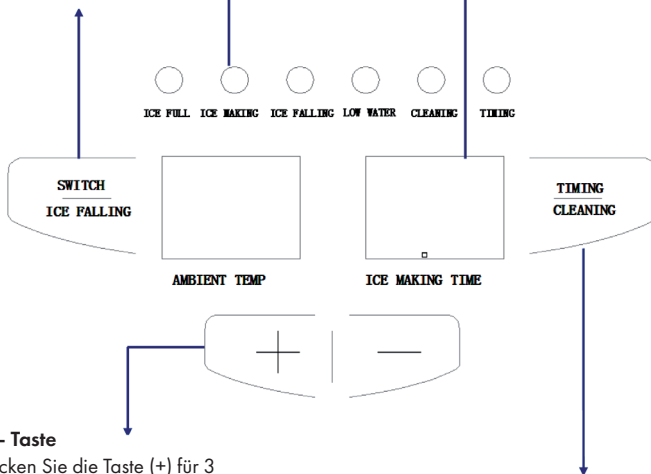 ICE FULL ICE MAKING ICE FALLING LOW WATER CLEANING TIMING
SWITCH
ICE FALLING
TIMING
CLEANING
AMBIENT TEMP ICE MAKING TIME
+ —
- Taste
cken Sie die Taste (+) für 3